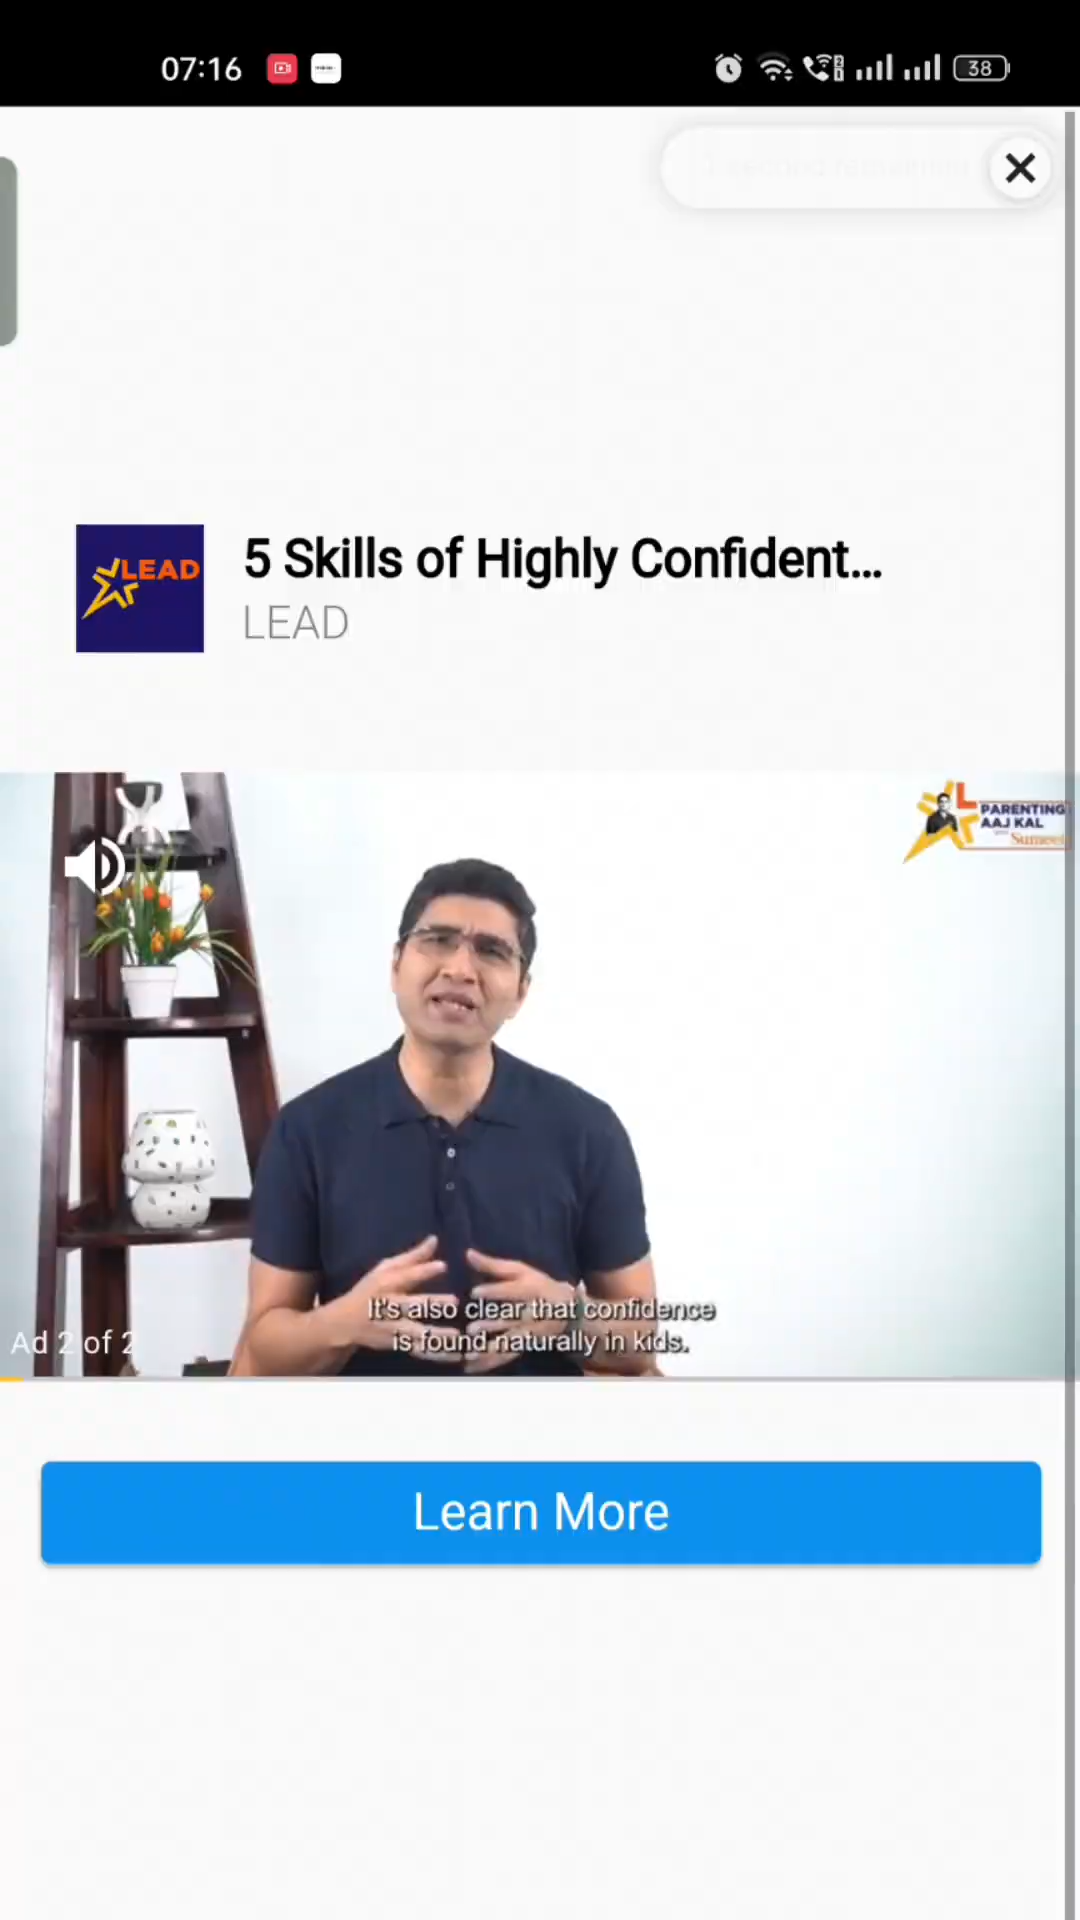 07:16
38
LEAD
5 Skills of Highly Confident...
LEAD
L
PARENTING
AAJ KAL
It's also clear that confidence
is found naturally in kids.
Ad 2 of 2
Learn More